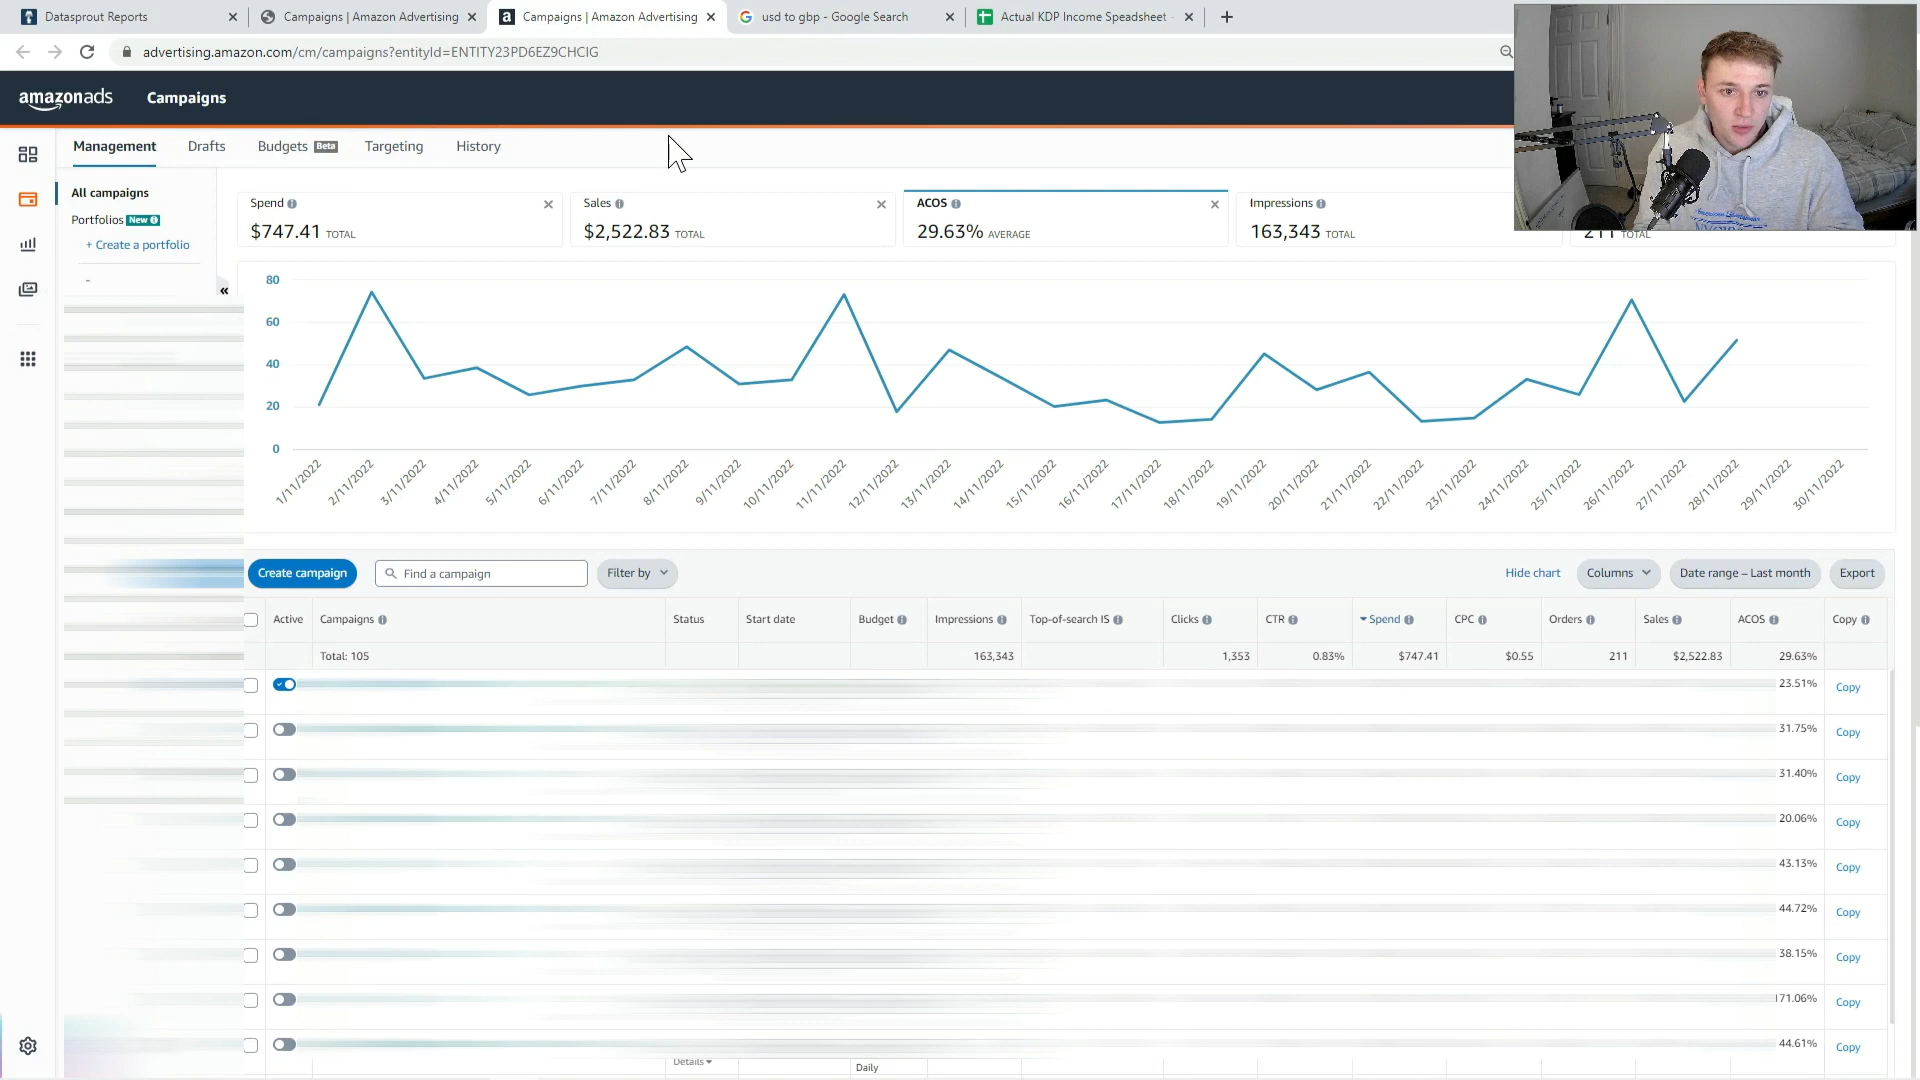 Datasprout Reports
Campaigns | Amazon Advertising
Campaigns | Amazon Advertising
usd to gbp - Google Search
Actual KDP Income Speadsheet
advertising.amazon.com/cm/campaigns?entityId=ENTITY23PD6EZ9CHCIG
amazonads
Campaigns
Management
Drafts
Budgets Beta
Targeting
History
All campaigns
Portfolios New
+ Create a portfolio
-
«
Spend
$747.41 TOTAL
Sales
$2,522.83 TOTAL
ACOS
29.63% AVERAGE
Impressions
163,343 TOTAL
211 TOTAL
80
60
40
20
0
1/11/2022
2/11/2022
3/11/2022
4/11/2022
5/11/2022
6/11/2022
7/11/2022
8/11/2022
9/11/2022
10/11/2022
11/11/2022
12/11/2022
13/11/2022
14/11/2022
15/11/2022
16/11/2022
17/11/2022
18/11/2022
19/11/2022
20/11/2022
21/11/2022
22/11/2022
23/11/2022
24/11/2022
25/11/2022
26/11/2022
27/11/2022
28/11/2022
29/11/2022
30/11/2022
Create campaign
Find a campaign
Filter by
Hide chart
Columns
Date range – Last month
Export
Active Campaigns Status Start date Budget Impressions Top-of-search IS Clicks CTR Spend CPC Orders Sales ACOS Copy
Total: 105 163,343 1,353 0.83% $747.41 $0.55 211 $2,522.83 29.63%
23.51% Copy
31.75% Copy
31.40% Copy
20.06% Copy
43.13% Copy
44.72% Copy
38.15% Copy
171.06% Copy
44.61% Copy
Details
Daily